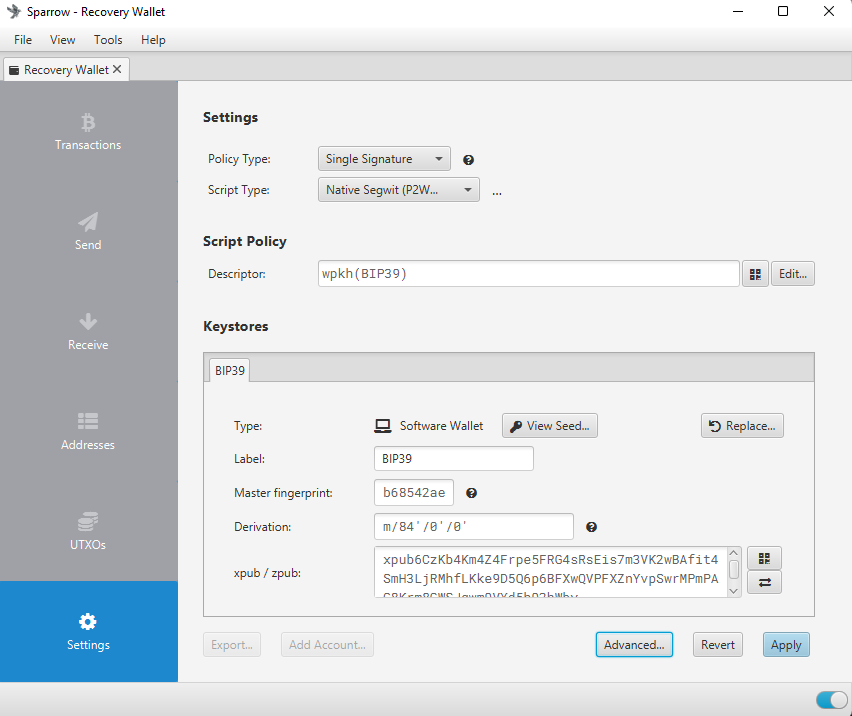 Sparrow - Recovery Wallet
File View Tools Help
Recovery Wallet
Transactions
Send
Receive
Addresses
UTXOs
Settings
Settings
Policy Type: Single Signature
Script Type: Native Segwit (P2W... ...
Script Policy
Descriptor: wpkh(BIP39) Edit...
Keystores
BIP39
Type: Software Wallet View Seed... Replace...
Label: BIP39
Master fingerprint: b68542ae
Derivation: m/84'/0'/0'
xpub / zpub: xpub6CzKb4Km4Z4Frpe5FRG4sRsEis7m3VK2wBAfit4
SmH3LjRMhfLKke9D5Q6p6BFXwQVPFXZnYvpSwrMPmPA
Export... Add Account... Advanced... Revert Apply